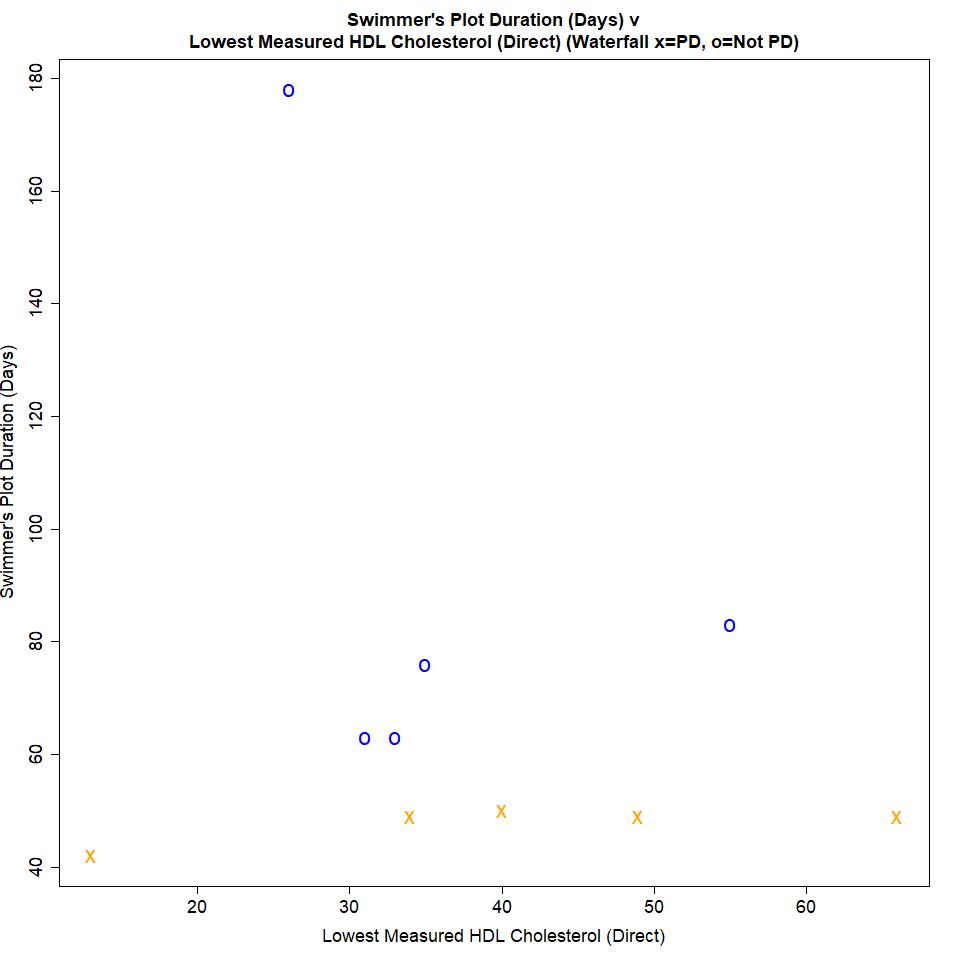 Swimmer's Plot Duration (Days) v
Lowest Measured HDL Cholesterol (Direct) (Waterfall x=PD, o=Not PD)
Swimmer's Plot Duration (Days)
180
160
140
120
100
80
60
40
o
o
o
o o
x
x
x
x
x
20 30 40 50 60
Lowest Measured HDL Cholesterol (Direct)